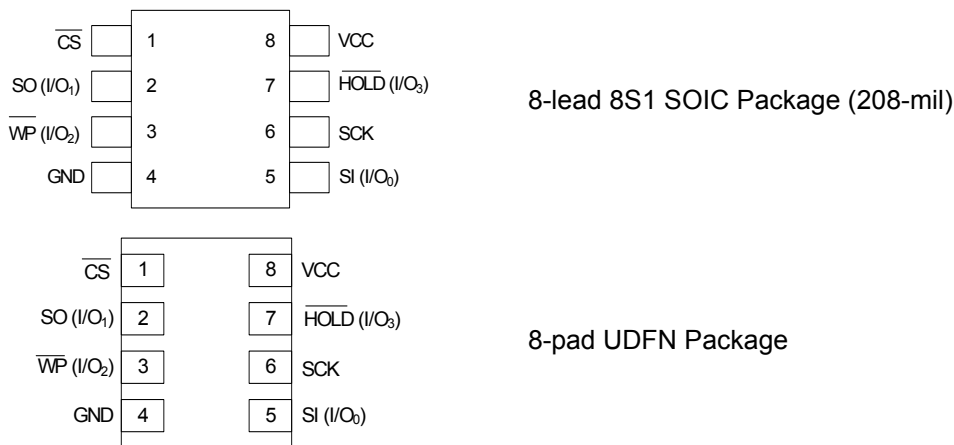 CS 1 8 VCC
SO (I/O₁) 2 7 HOLD (I/O₃)
WP (I/O₂) 3 6 SCK
GND 4 5 SI (I/O₀)
8-lead 8S1 SOIC Package (208-mil)
CS 1 8 VCC
SO (I/O₁) 2 7 HOLD (I/O₃)
WP (I/O₂) 3 6 SCK
GND 4 5 SI (I/O₀)
8-pad UDFN Package